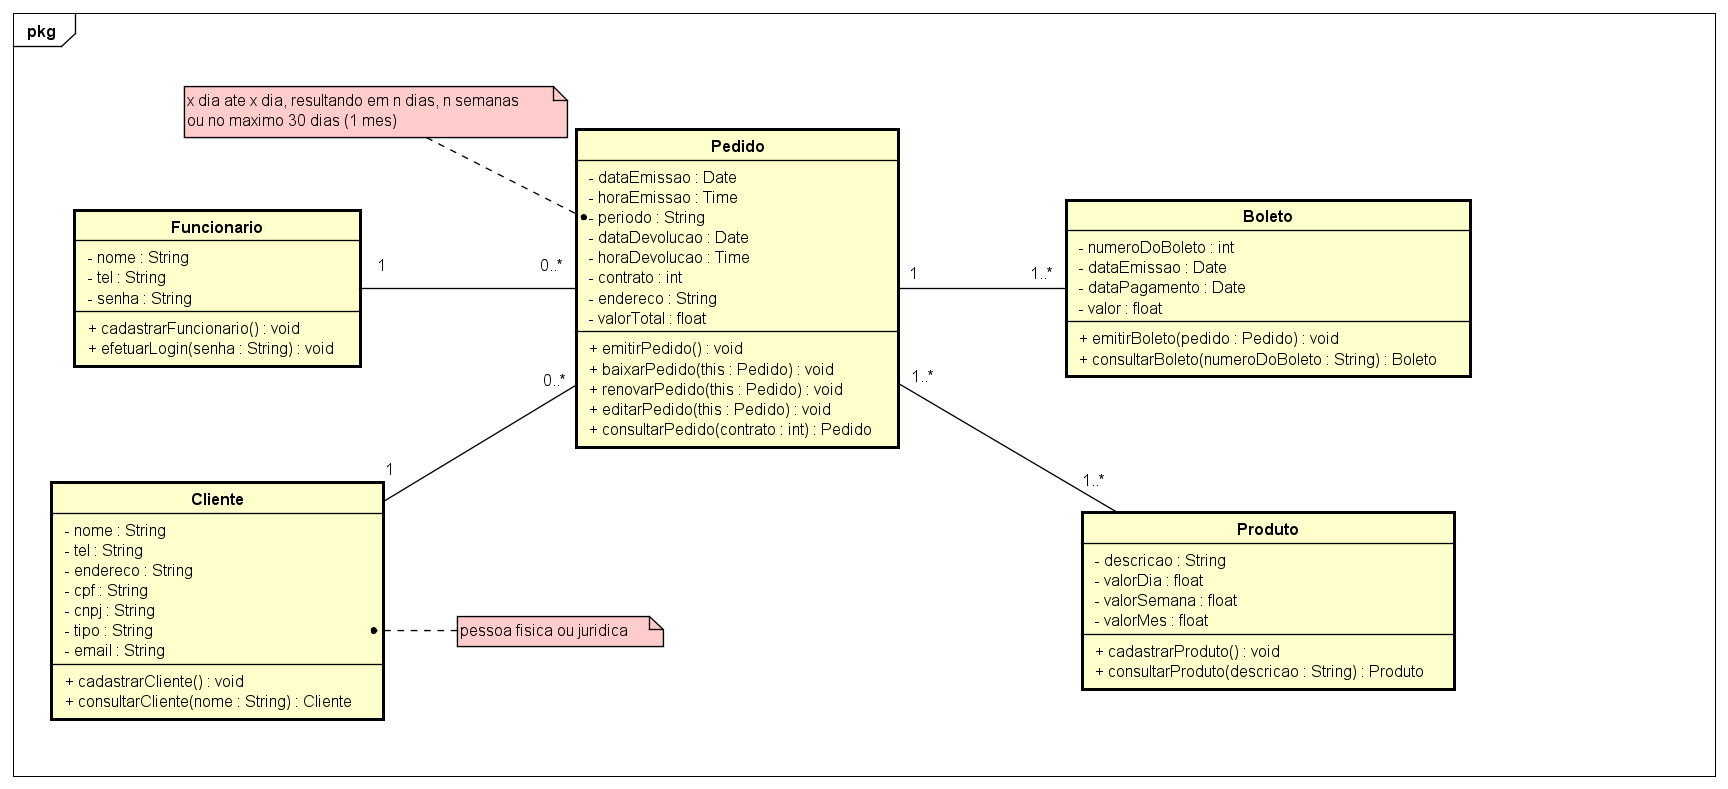 pkg
x dia ate x dia, resultando em n dias, n semanas
ou no maximo 30 dias (1 mes)
Pedido
- dataEmissao : Date
- horaEmissao : Time
- periodo : String
- dataDevolucao : Date
- horaDevolucao : Time
- contrato : int
- endereco : String
- valorTotal : float
+ emitirPedido() : void
+ baixarPedido(this : Pedido) : void
+ renovarPedido(this : Pedido) : void
+ editarPedido(this : Pedido) : void
+ consultarPedido(contrato : int) : Pedido
Funcionario
- nome : String
- tel : String
- senha : String
+ cadastrarFuncionario() : void
+ efetuarLogin(senha : String) : void
1
0..*
Boleto
- numeroDoBoleto : int
- dataEmissao : Date
- dataPagamento : Date
- valor : float
+ emitirBoleto(pedido : Pedido) : void
+ consultarBoleto(numeroDoBoleto : String) : Boleto
1
1..*
0..*
1
1..*
1..*
Cliente
- nome : String
- tel : String
- endereco : String
- cpf : String
- cnpj : String
- tipo : String
- email : String
+ cadastrarCliente() : void
+ consultarCliente(nome : String) : Cliente
pessoa fisica ou juridica
Produto
- descricao : String
- valorDia : float
- valorSemana : float
- valorMes : float
+ cadastrarProduto() : void
+ consultarProduto(descricao : String) : Produto